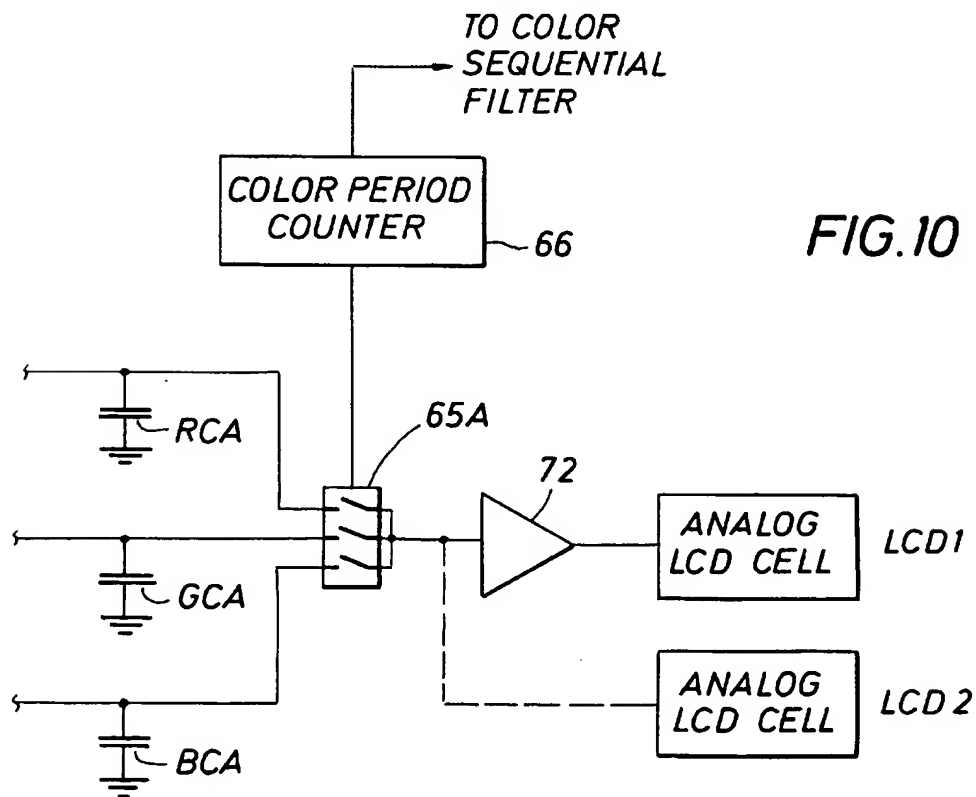 TO COLOR
SEQUENTIAL
FILTER
COLOR PERIOD
COUNTER
66
FIG.10
RCA
65A
72
ANALOG
LCD CELL
LCD1
GCA
ANALOG
LCD CELL
LCD2
BCA